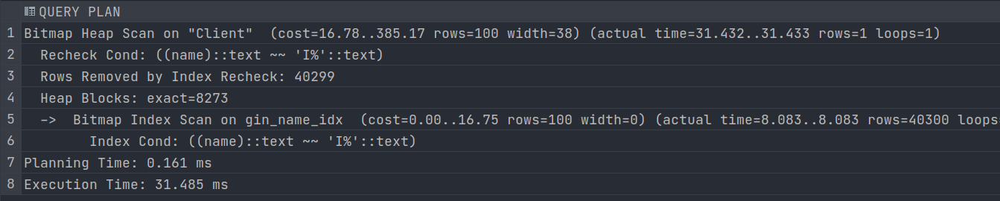 QUERY PLAN
1 Bitmap Heap Scan on "Client"  (cost=16.78..385.17 rows=100 width=38) (actual time=31.432..31.433 rows=1 loops=1)
2   Recheck Cond: ((name)::text ~~ 'I%'::text)
3   Rows Removed by Index Recheck: 40299
4   Heap Blocks: exact=8273
5   ->  Bitmap Index Scan on gin_name_idx  (cost=0.00..16.75 rows=100 width=0) (actual time=8.083..8.083 rows=40300 loops=
6         Index Cond: ((name)::text ~~ 'I%'::text)
7 Planning Time: 0.161 ms
8 Execution Time: 31.485 ms